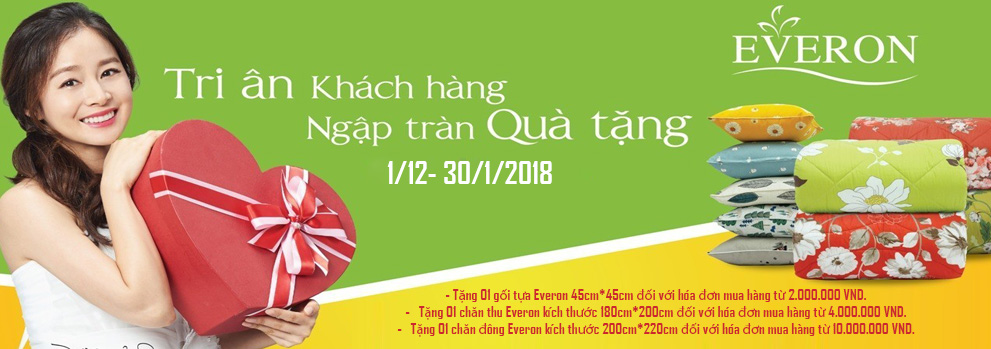 EVERON
Tri ân Khách hàng
Ngập tràn Quà tặng
1/12- 30/1/2018
- Tặng 01 gối tựa Everon 45cm*45cm đối với hóa đơn mua hàng từ 2.000.000 VND.
- Tặng 01 chăn thu Everon kích thước 180cm*200cm đối với hóa đơn mua hàng từ 4.000.000 VND.
- Tặng 01 chăn đông Everon kích thước 200cm*220cm đối với hóa đơn mua hàng từ 10.000.000 VND.